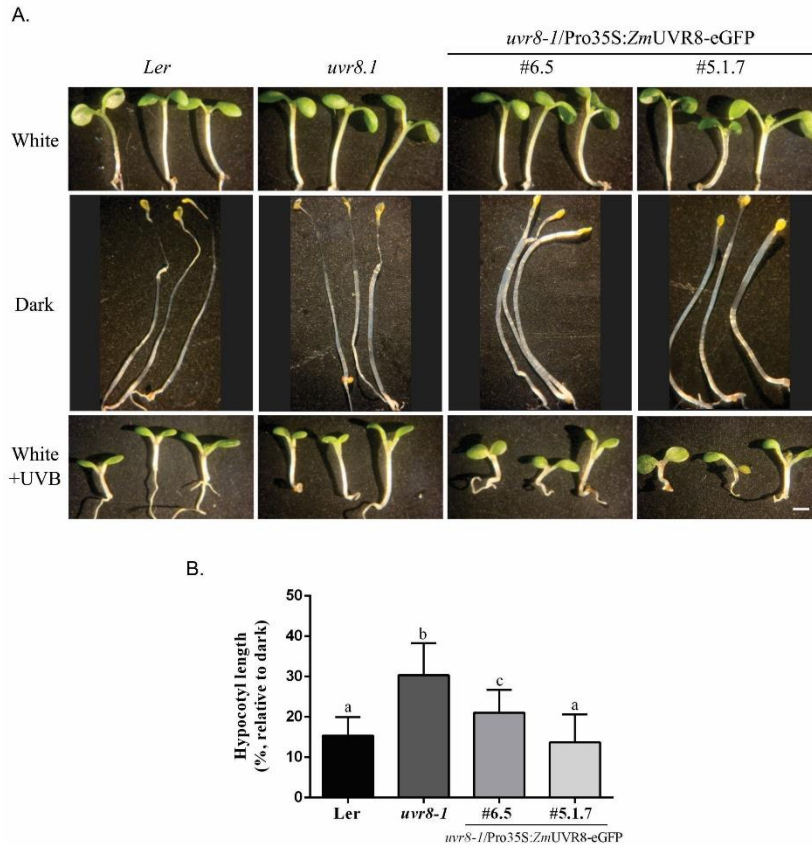 A.
uvr8-1/Pro35S:ZmUVR8-eGFP
Ler
uvr8.1
#6.5
#5.1.7
White
Dark
White
+UVB
B.
Hypocotyl length
(%, relative to dark)
50
40
30
20
10
0
a
b
c
a
Ler
uvr8-1
#6.5
#5.1.7
uvr8-1/Pro35S:ZmUVR8-eGFP